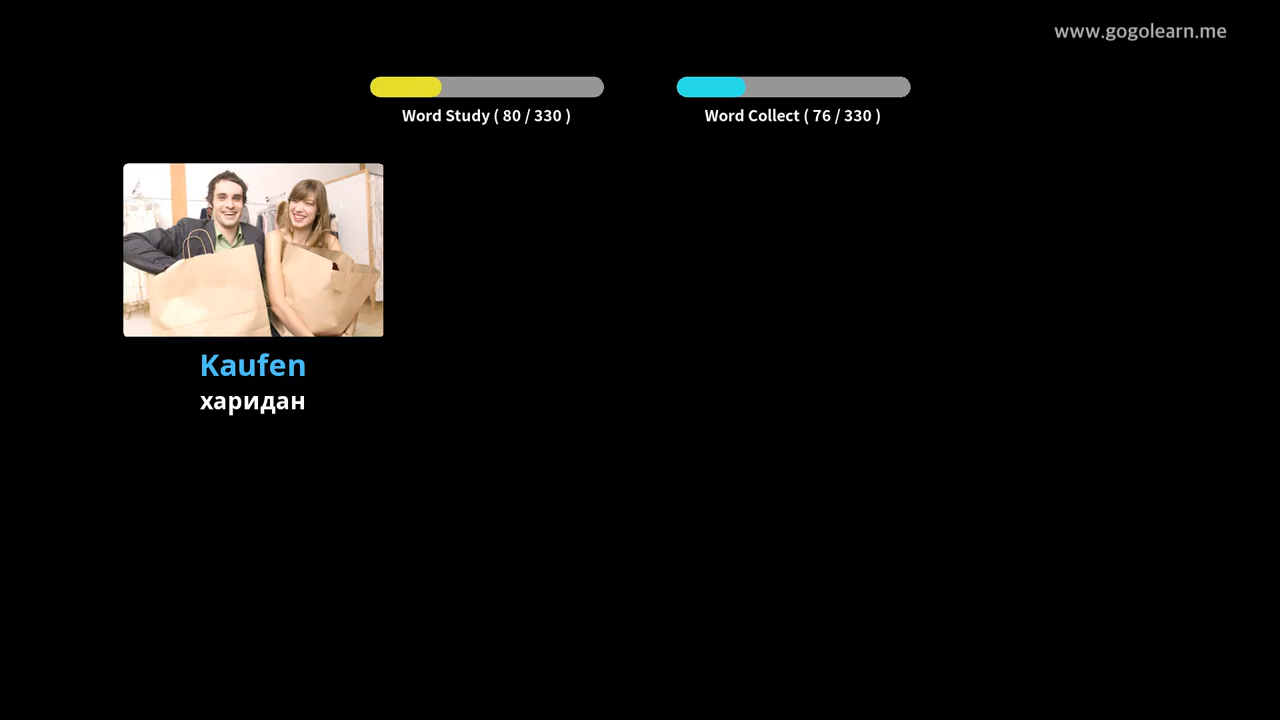 www.gogolearn.me
Word Study ( 80 / 330 )
Word Collect ( 76 / 330 )
Kaufen
харидан